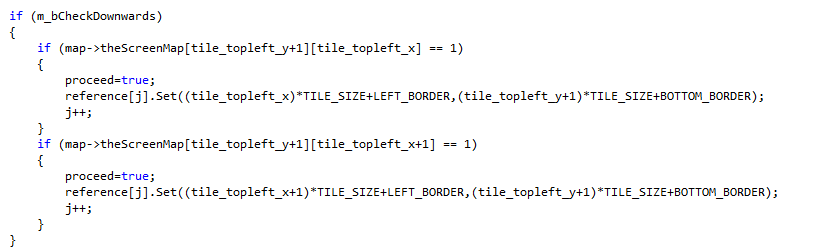 if (m_bCheckDownwards)
{
    if (map->theScreenMap[tile_topleft_y+1][tile_topleft_x] == 1)
    {
        proceed=true;
        reference[j].Set((tile_topleft_x)*TILE_SIZE+LEFT_BORDER,(tile_topleft_y+1)*TILE_SIZE+BOTTOM_BORDER);
        j++;
    }
    if (map->theScreenMap[tile_topleft_y+1][tile_topleft_x+1] == 1)
    {
        proceed=true;
        reference[j].Set((tile_topleft_x+1)*TILE_SIZE+LEFT_BORDER,(tile_topleft_y+1)*TILE_SIZE+BOTTOM_BORDER);
        j++;
    }
}